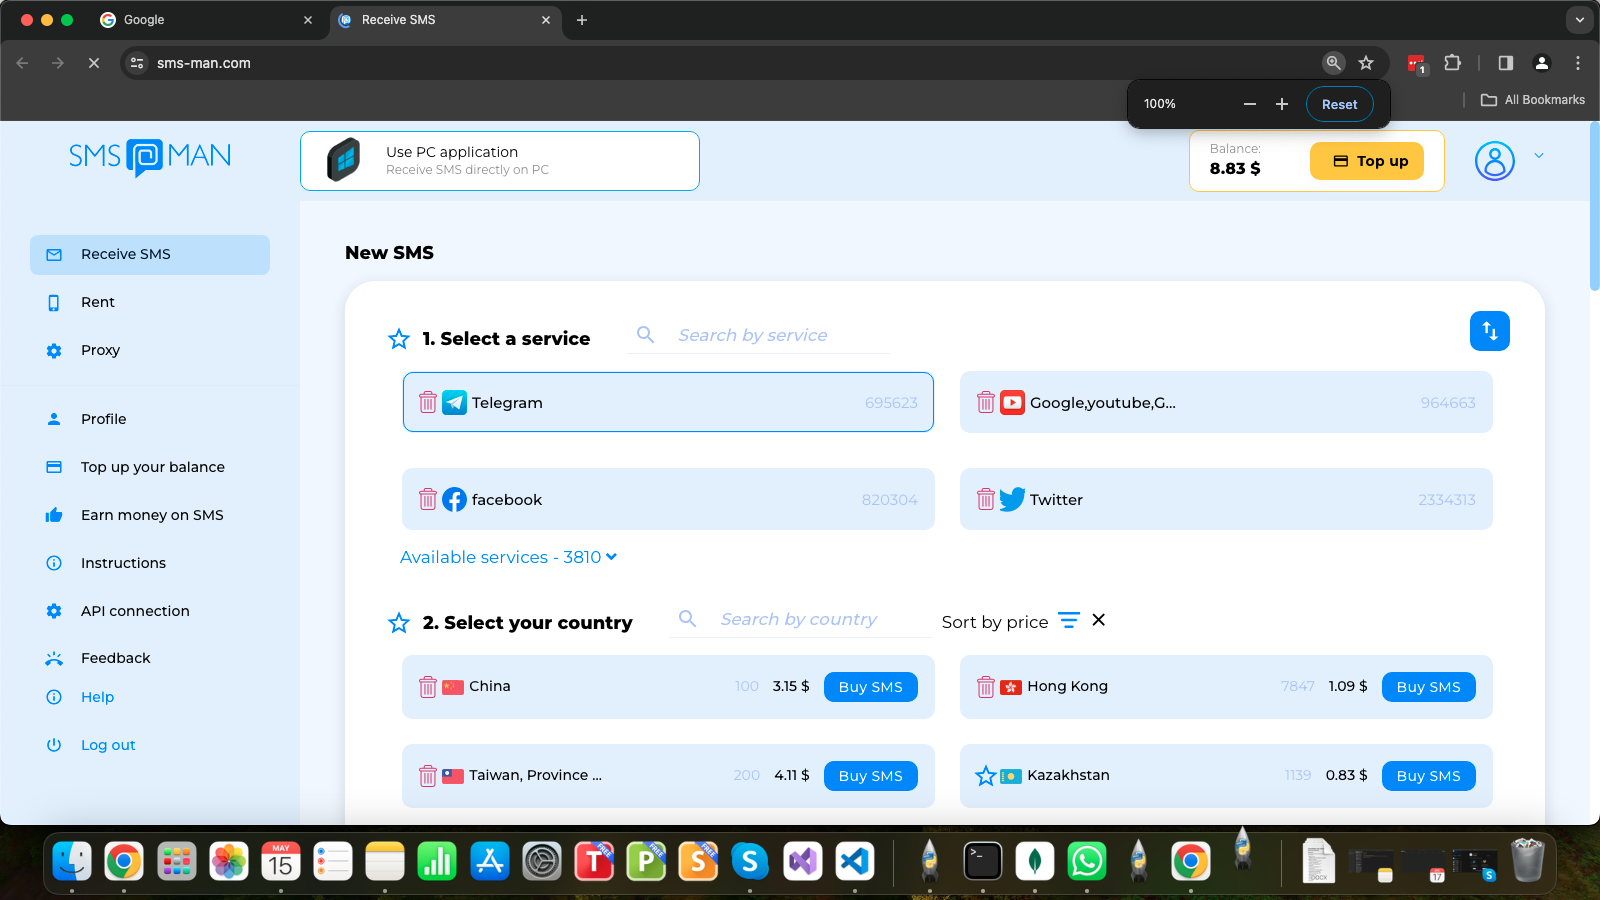 Google
Receive SMS
sms-man.com
1
All Bookmarks
100%
Reset
SMS MAN
Use PC application
Receive SMS directly on PC
Balance:
8.83 $
Top up
Receive SMS
Rent
Proxy
Profile
Top up your balance
Earn money on SMS
Instructions
API connection
Feedback
Help
Log out
New SMS
1. Select a service
Search by service
Telegram 695623
Google,youtube,G... 964663
facebook 820304
Twitter 2334313
Available services - 3810
2. Select your country
Search by country
Sort by price
China 100 3.15 $ Buy SMS
Hong Kong 7847 1.09 $ Buy SMS
Taiwan, Province ... 200 4.11 $ Buy SMS
Kazakhstan 1139 0.83 $ Buy SMS
MAY
15
T FREE
P FREE
S FREE
S
>_
DOCX
17
S